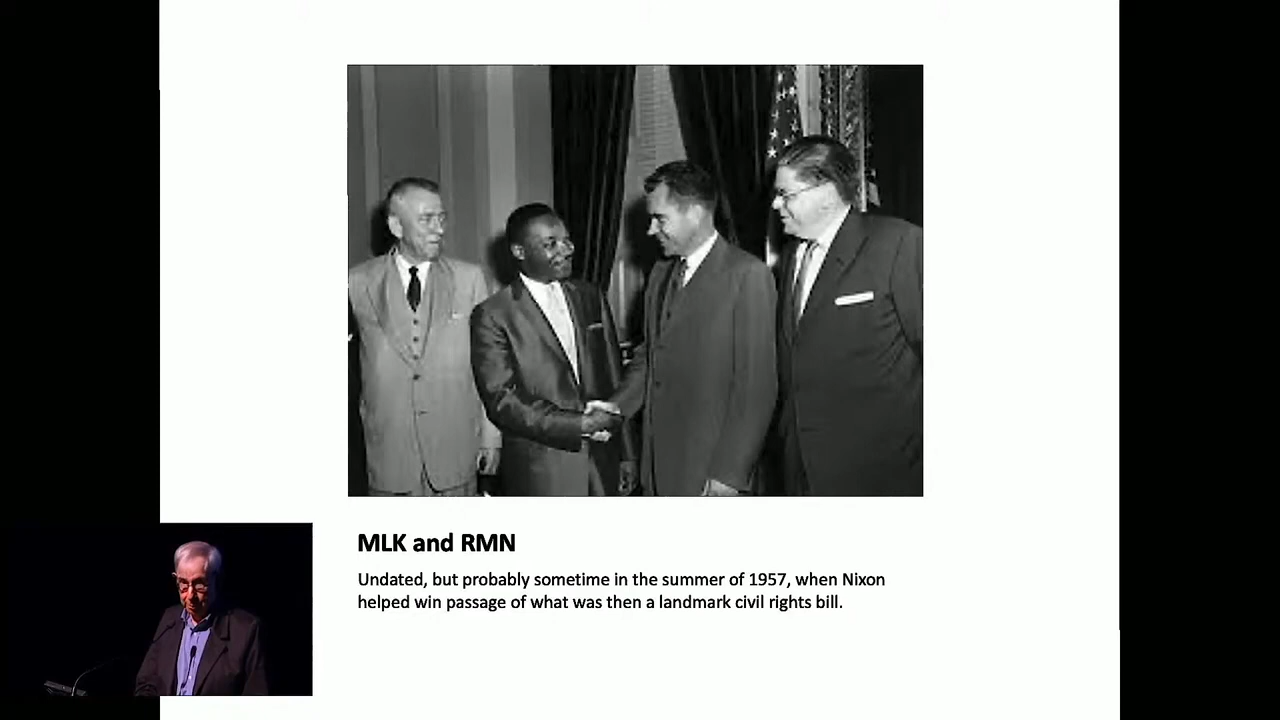 MLK and RMN
Undated, but probably sometime in the summer of 1957, when Nixon
helped win passage of what was then a landmark civil rights bill.